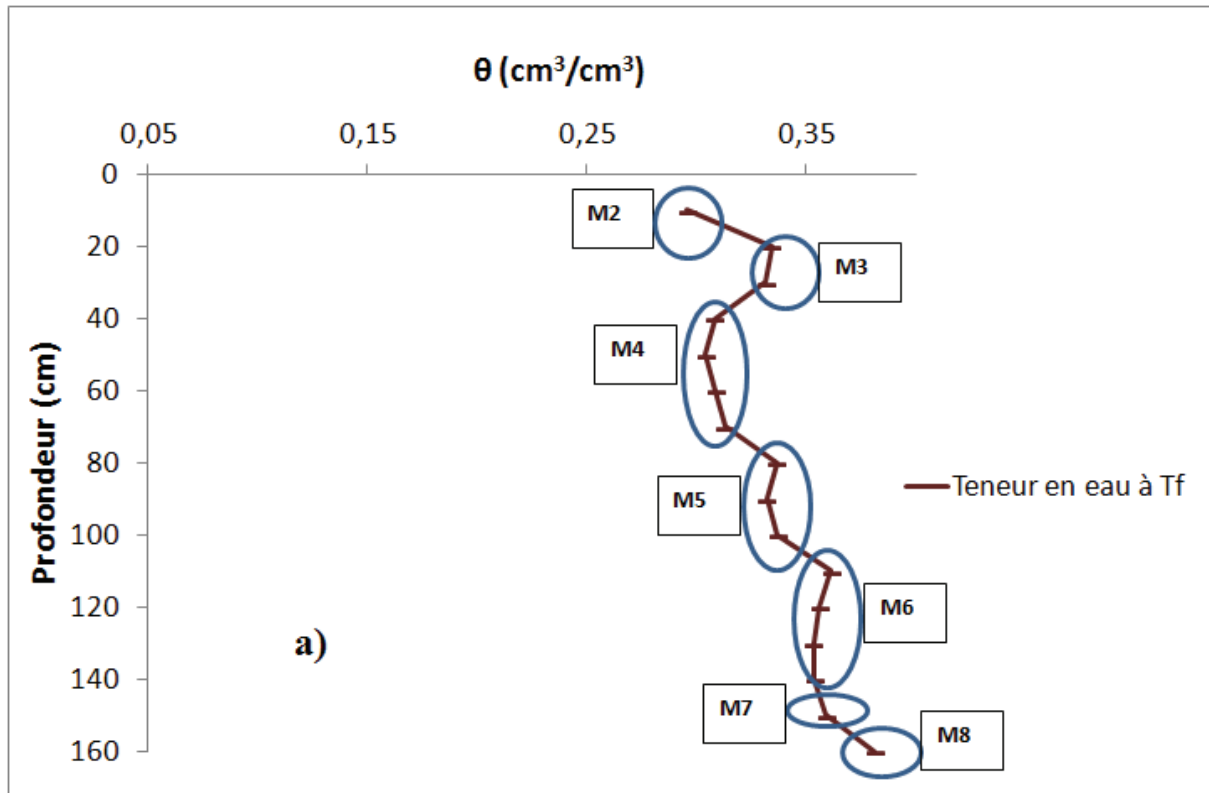 θ (cm³/cm³)
0,05 0,15 0,25 0,35
0
20
40
60
80
100
120
140
160
Profondeur (cm)
M2
M3
M4
M5
M6
M7
M8
Teneur en eau à Tf
a)